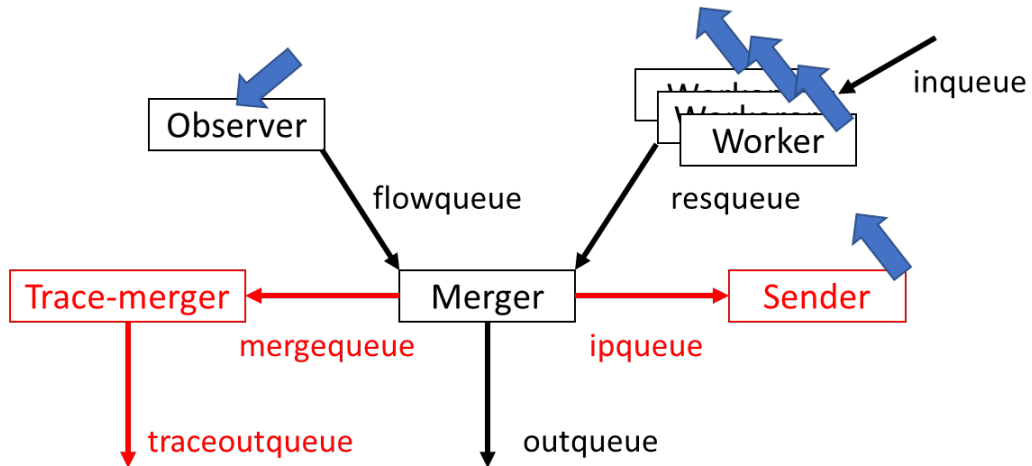 inqueue
Observer
Worker
flowqueue
resqueue
Trace-merger
Merger
Sender
mergequeue
ipqueue
traceoutqueue
outqueue